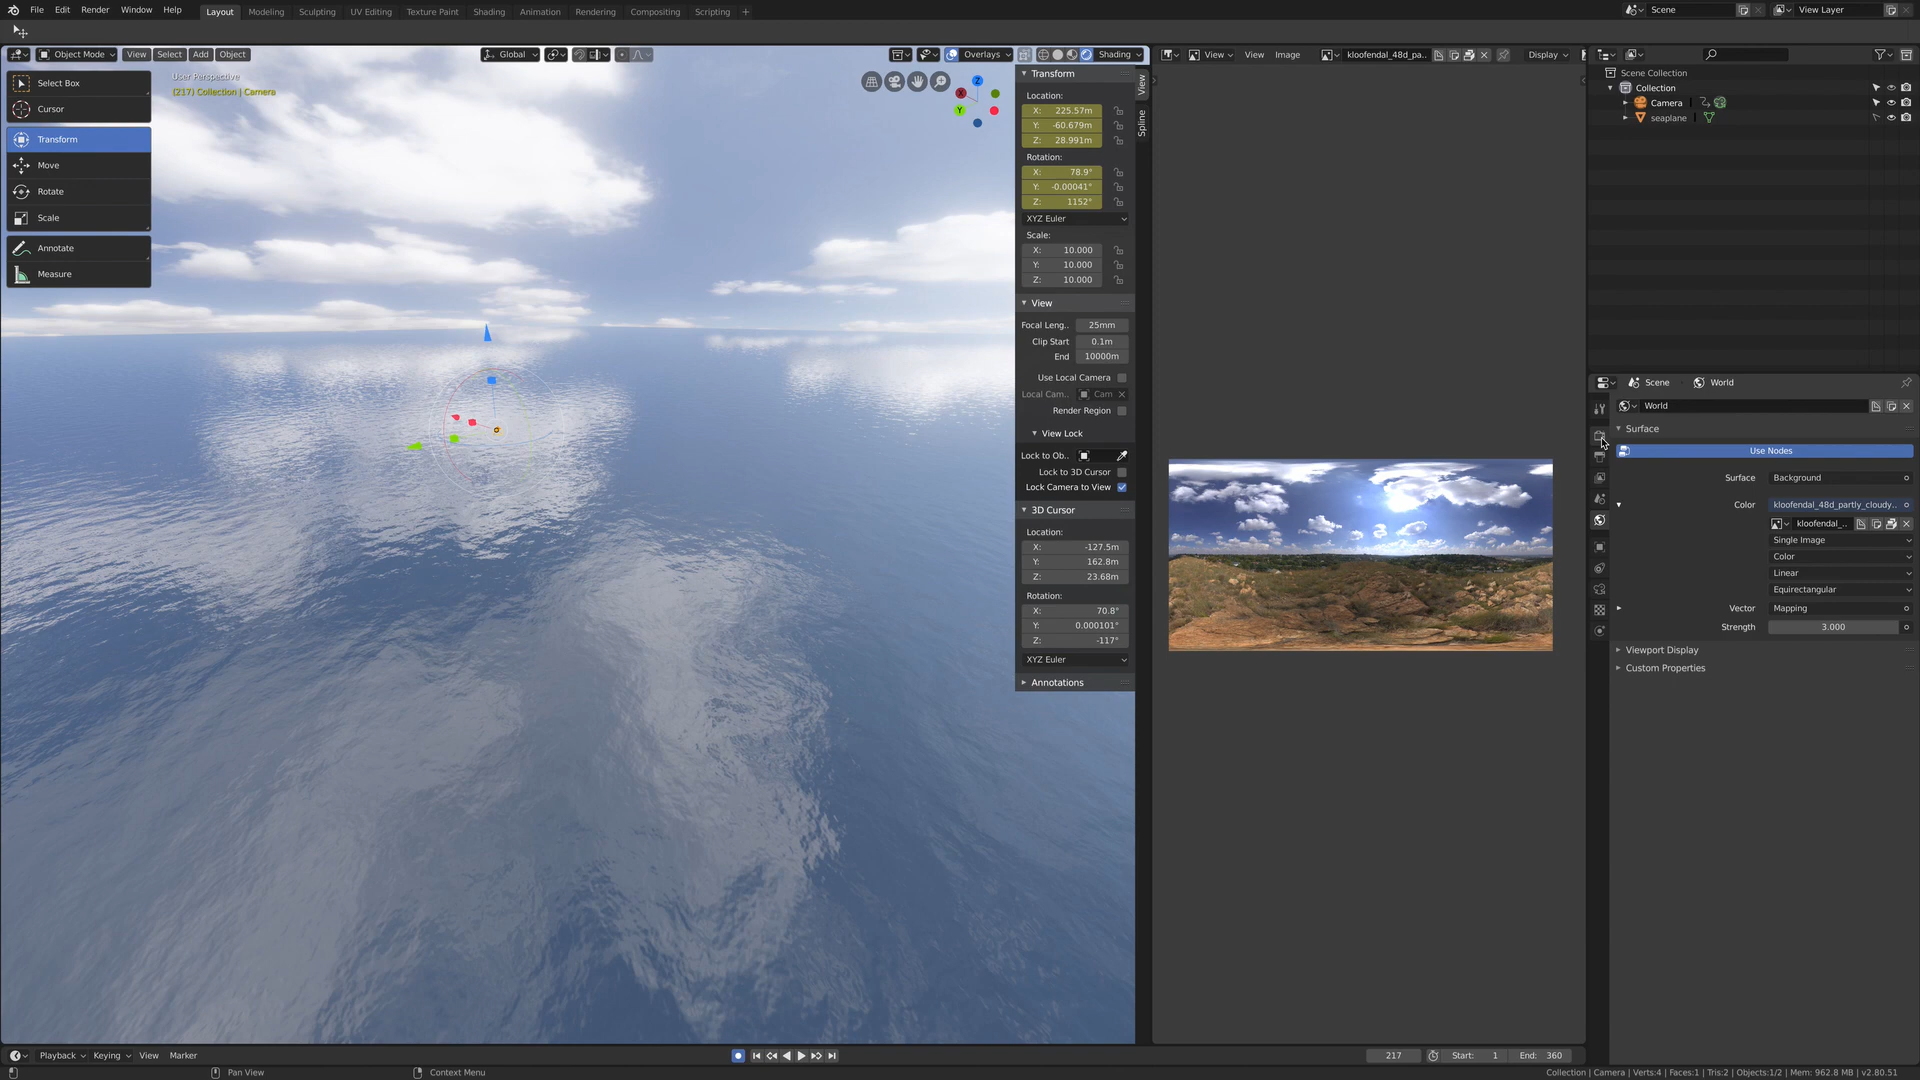 File Edit Render Window Help Layout Modeling Sculpting UV Editing Texture Paint Shading Animation Rendering Compositing Scripting + Scene View Layer
Object Mode View Select Add Object Global Overlays Shading View View Image kloofendal_48d_pa.. Display
User Perspective
(217) Collection | Camera
Select Box
Cursor
Transform
Move
Rotate
Scale
Annotate
Measure
Z
X
Y
Transform
Location:
X: 225.57m
Y: -60.679m
Z: 28.991m
Rotation:
X: 78.9°
Y: -0.00041°
Z: 1152°
XYZ Euler
Scale:
X: 10.000
Y: 10.000
Z: 10.000
View
Focal Leng.. 25mm
Clip Start 0.1m
End 10000m
Use Local Camera
Local Cam.. Cam
Render Region
View Lock
Lock to Ob..
Lock to 3D Cursor
Lock Camera to View
3D Cursor
Location:
X: -127.5m
Y: 162.8m
Z: 23.68m
Rotation:
X: 70.8°
Y: 0.000101°
Z: -117°
XYZ Euler
Annotations
View
Spline
Scene Collection
Collection
Camera
seaplane
Scene World
World
Surface
Use Nodes
Surface Background
Color kloofendal_48d_partly_cloudy..
kloofendal_..
Single Image
Color
Linear
Equirectangular
Vector Mapping
Strength 3.000
Viewport Display
Custom Properties
Playback Keying View Marker 217 Start: 1 End: 360
Pan View Context Menu Collection | Camera | Verts:4 | Faces:1 | Tris:2 | Objects:1/2 | Mem: 962.8 MB | v2.80.51